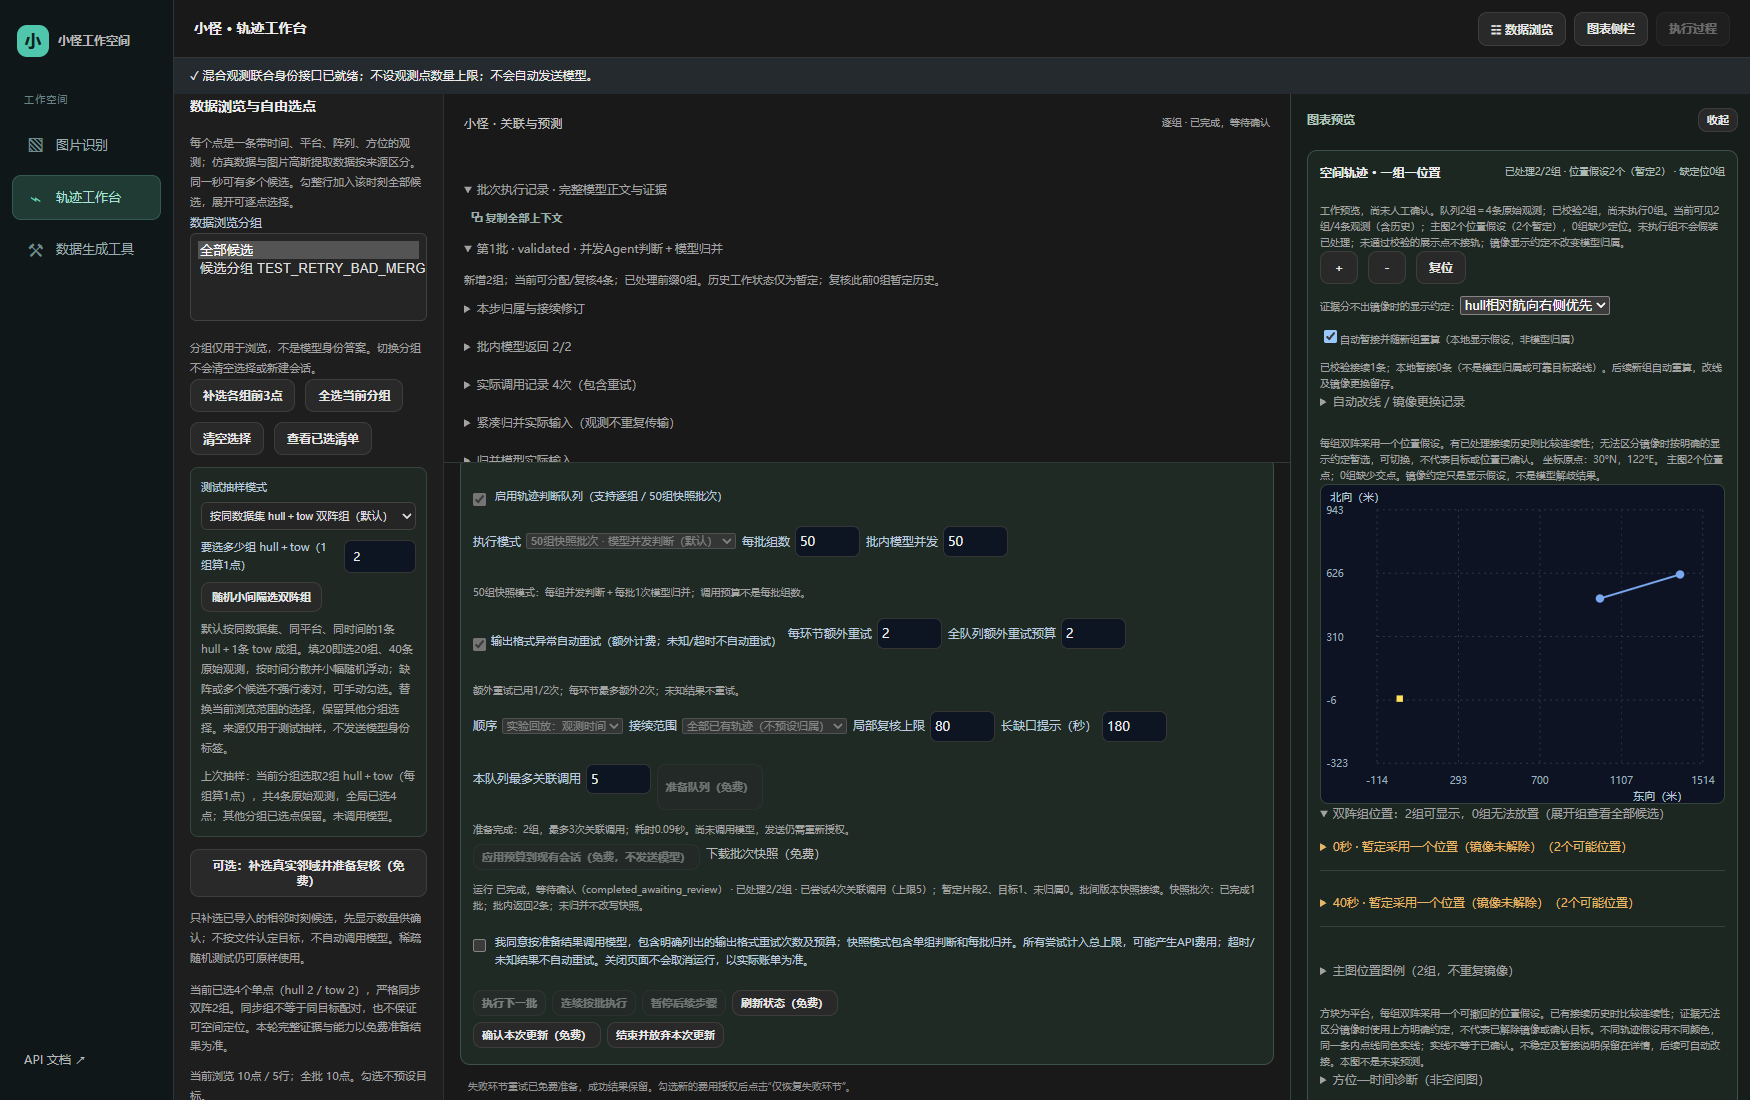 小 小怪工作空间
工作空间
图片识别
轨迹工作台
数据生成工具
API 文档 ↗
小怪 • 轨迹工作台
☷ 数据浏览
图表侧栏
执行过程
✓ 混合观测联合身份接口已就绪；不设观测点数量上限；不会自动发送模型。
数据浏览与自由选点
每个点是一条带时间、平台、阵列、方位的观
测；仿真数据与图片高斯提取数据按来源区分。
同一秒可有多个候选。勾整行加入该时刻全部候
选，展开可逐点选择。
数据浏览分组
全部候选
候选分组 TEST_RETRY_BAD_MERG
分组仅用于浏览，不是模型身份答案。切换分组
不会清空选择或新建会话。
补选各组前3点
全选当前分组
清空选择
查看已选清单
测试抽样模式
按同数据集 hull + tow 双阵组（默认）
要选多少组 hull + tow（1
组算1点）
2
随机小间隔选双阵组
默认按同数据集、同平台、同时间的1条
hull + 1条 tow 成组。填20即选20组、40条
原始观测，按时间分散并小幅随机浮动；缺
阵或多个候选不强行凑对，可手动勾选。替
换当前浏览范围的选择，保留其他分组选
择。来源仅用于测试抽样，不发送模型身份
标签。
上次抽样：当前分组选取2组 hull + tow（每
组算1点），共4条原始观测，全局已选4
点；其他分组已选点保留。未调用模型。
可选：补选真实邻域并准备复核（免
费）
只补选已导入的相邻时刻候选，先显示数量供确
认；不按文件认定目标，不自动调用模型。稀疏
随机测试仍可原样使用。
当前已选4个单点（hull 2 / tow 2），严格同步
双阵2组。同步组不等于同目标配对，也不保证
可空间定位。本轮完整证据与能力以免费准备结
果为准。
当前浏览 10点 / 5行；全批 10点。勾选不预设目
标。
小怪 · 关联与预测
逐组 · 已完成，等待确认
▼ 批次执行记录 · 完整模型正文与证据
复制全部上下文
▼ 第1批 · validated · 并发Agent判断 + 模型归并
新增2组；当前可分配/复核4条；已处理前缀0组。历史工作状态仅为暂定；复核此前0组暂定历史。
▶ 本步归属与接续修订
▶ 批内模型返回 2/2
▶ 实际调用记录 4次（包含重试）
▶ 紧凑归并实际输入（观测不重复传输）
▶ 归并模型实际输入
启用轨迹判断队列（支持逐组 / 50组快照批次）
执行模式 50组快照批次 · 模型并发判断（默认） 每批组数 50 批内模型并发 50
50组快照模式：每组并发判断 + 每批1次模型归并；调用预算不是每批组数。
输出格式异常自动重试（额外计费；未知/超时不自动重试） 每环节额外重试 2 全队列额外重试预算 2
额外重试已用1/2次；每环节最多额外2次；未知结果不重试。
顺序 实验回放：观测时间 接续范围 全部已有轨迹（不预设归属） 局部复核上限 80 长缺口提示（秒） 180
本队列最多关联调用 5 准备队列（免费）
准备完成：2组，最多3次关联调用；耗时0.09秒。尚未调用模型，发送仍需重新授权。
应用预算到现有会话（免费，不发送模型） 下载批次快照（免费）
运行 已完成，等待确认（completed_awaiting_review） · 已处理2/2组 · 已尝试4次关联调用（上限5）；暂定片段2、目标1、未归属0。批间版本快照接续。快照批次：已完成1
批；批内返回2条；未归并不改写快照。
我同意按准备结果调用模型，包含明确列出的输出格式重试次数及预算；快照模式包含单组判断和每批归并。所有尝试计入总上限，可能产生API费用；超时/
未知结果不自动重试。关闭页面不会取消运行，以实际账单为准。
执行下一批
连续按批执行
暂停后续步骤
刷新状态（免费）
确认本次更新（免费）
结束并放弃本次更新
失败环节重试已免费准备，成功结果保留。勾选新的费用授权后点击“仅恢复失败环节”。
图表预览
收起
空间轨迹 • 一组一位置
已处理2/2组 · 位置假设2个（暂定2） · 缺定位0组
工作预览，尚未人工确认。队列2组 = 4条原始观测；已校验2组，尚未执行0组。当前可见2
组/4条观测（含历史）；主图2个位置假设（2个暂定），0组缺少定位。未执行组不会假装
已处理；未通过校验的展示点不接轨；镜像显示约定不改变模型归属。
+
-
复位
证据分不出镜像时的显示约定： hull相对航向右侧优先
自动暂接并随新组重算（本地显示假设，非模型归属）
已校验接续1条；本地暂接0条（不是模型归属或可靠目标路线）。后续新组自动重算，改线
及镜像更换留存。
▶ 自动改线 / 镜像更换记录
每组双阵采用一个位置假设。有已处理接续历史则比较连续性；无法区分镜像时按明确的显
示约定暂选，可切换，不代表目标或位置已确认。 坐标原点：30°N，122°E。 主图2个位置
点；0组缺少交点。镜像约定只是显示假设，不是模型解歧结果。
北向（米）
943
626
310
-6
-323
-114
293
700
1107
1514
东向（米）
▼ 双阵组位置：2组可显示，0组无法放置（展开组查看全部候选）
▶ 0秒 · 暂定采用一个位置（镜像未解除）（2个可能位置）
▶ 40秒 · 暂定采用一个位置（镜像未解除）（2个可能位置）
▶ 主图位置图例（2组，不重复镜像）
方块为平台，每组双阵采用一个可撤回的位置假设。已有接续历史时比较连续性；证据无法
区分镜像时使用上方明确约定，不代表已解除镜像或确认目标。不同轨迹假设用不同颜色，
同一条内点线同色实线；实线不等于已确认。不稳定及暂接说明保留在详情，后续可自动改
接。本图不是未来预测。
▶ 方位—时间诊断（非空间图）